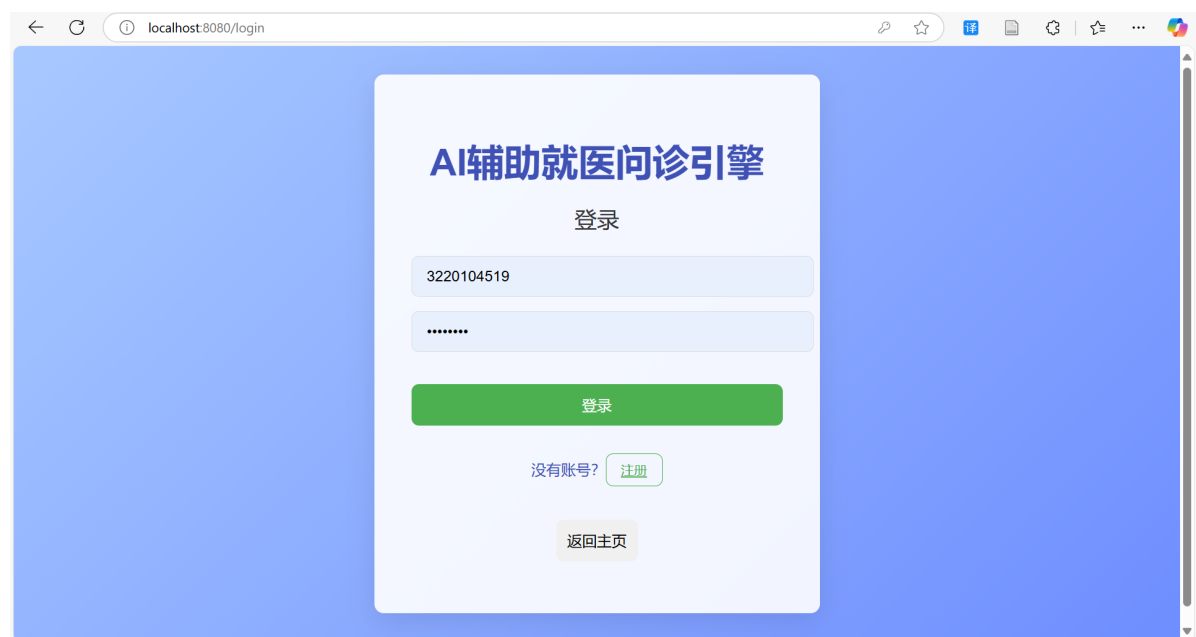 localhost:8080/login
译
AI辅助就医问诊引擎
登录
3220104519
••••••••
登录
没有账号? 注册
返回主页